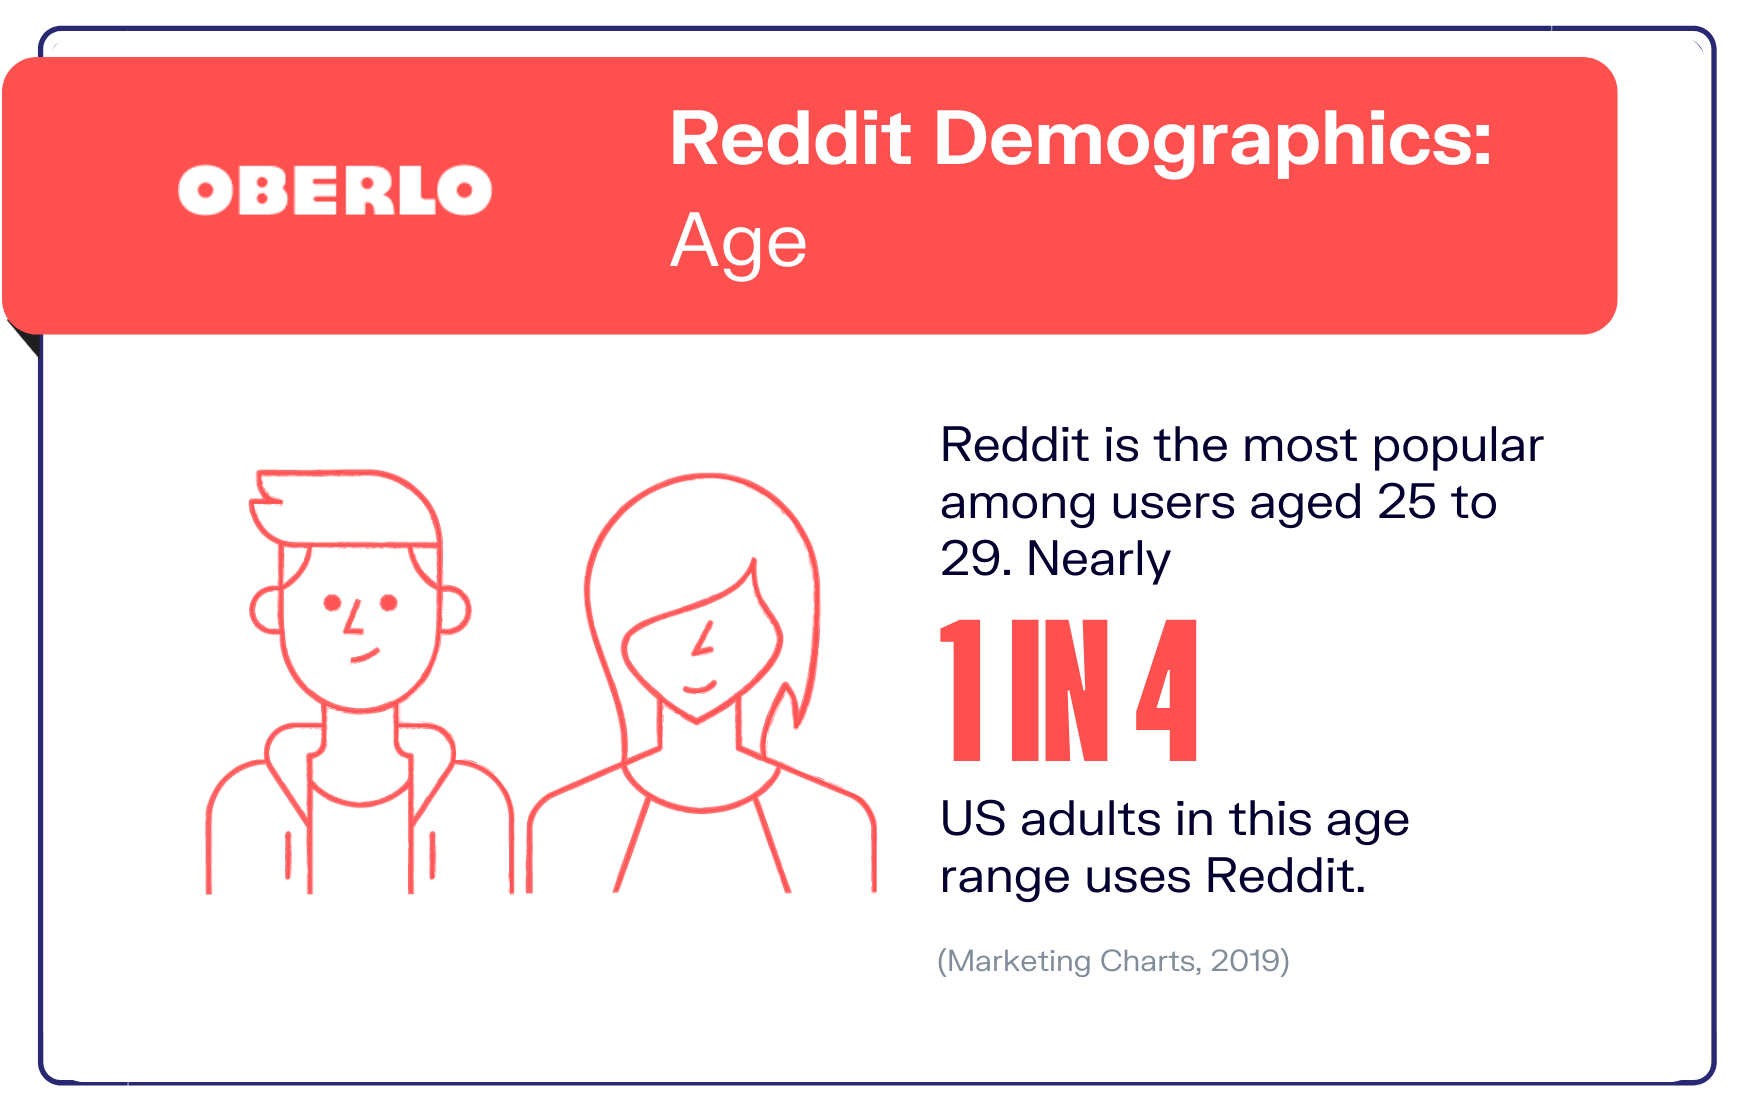 OBERLO
Reddit Demographics:
Age
Reddit is the most popular
among users aged 25 to
29. Nearly
1 IN 4
US adults in this age
range uses Reddit.
(Marketing Charts, 2019)